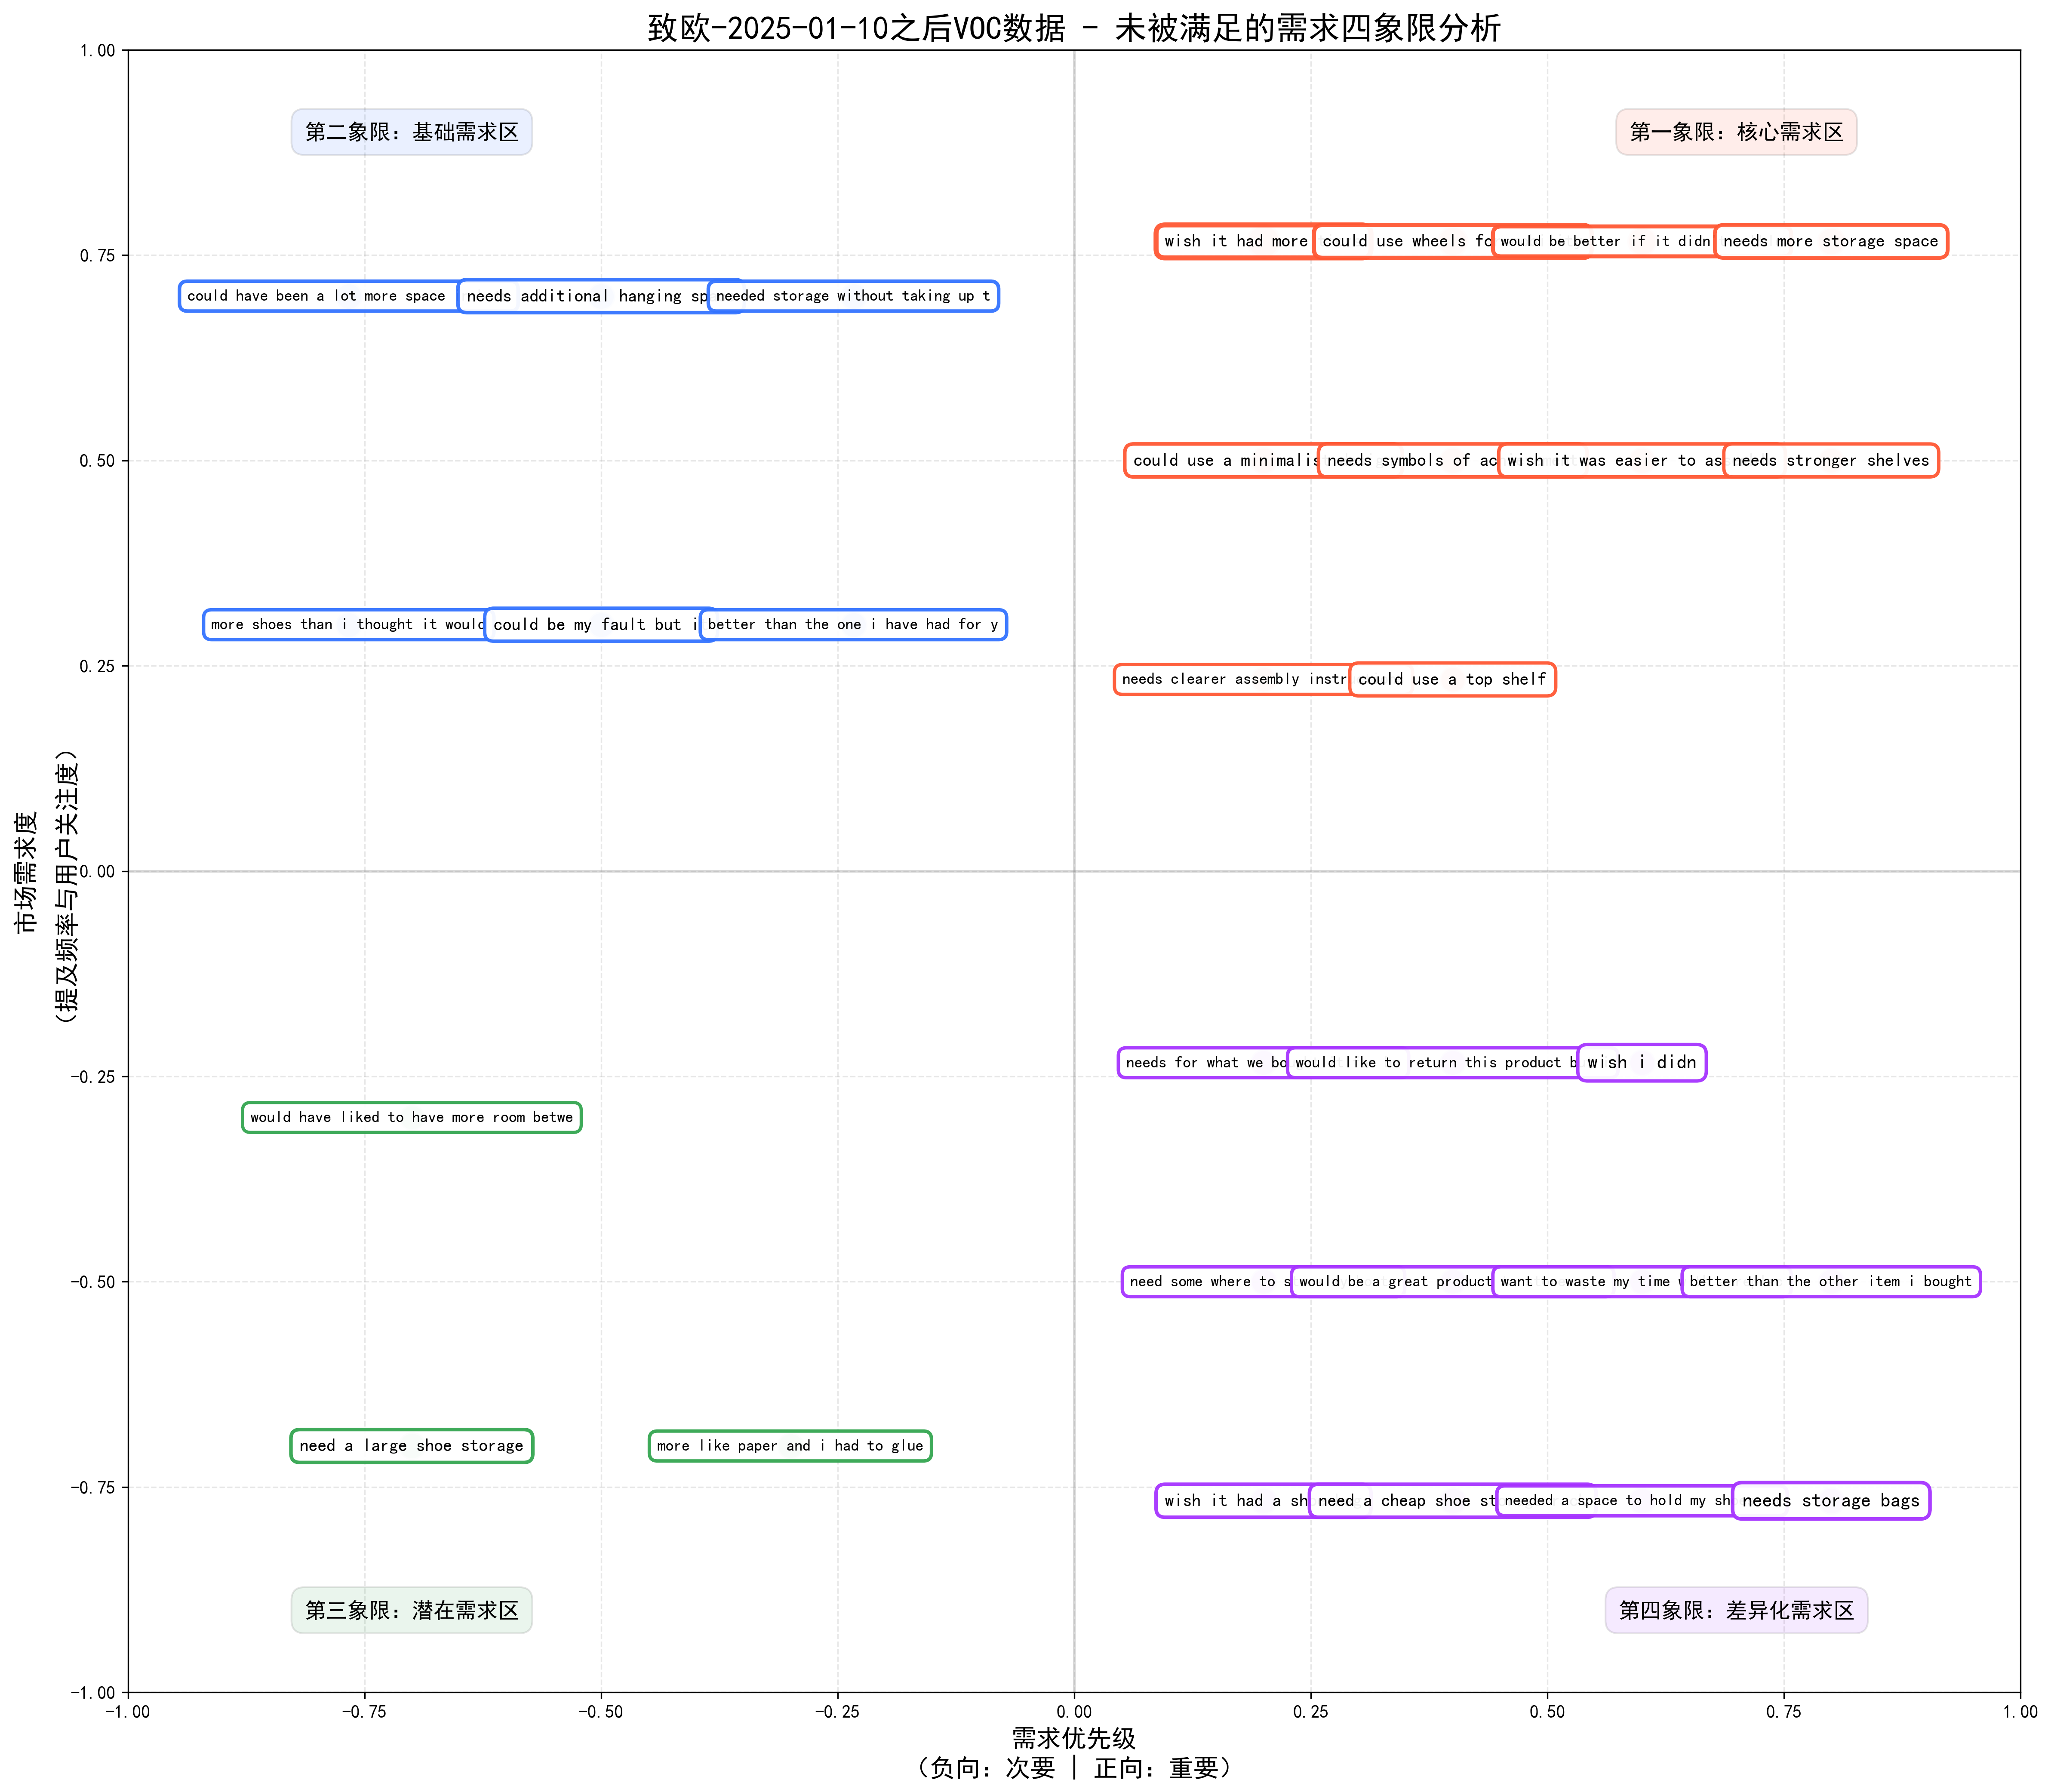 致欧-2025-01-10之后VOC数据 - 未被满足的需求四象限分析
1.00
第二象限：基础需求区
第一象限：核心需求区
wish it had more
could use wheels fo
would be better if it didn
needs more storage space
0.75
could have been a lot more space
needs additional hanging sp
needed storage without taking up t
could use a minimalis
needs symbols of ac
wish it was easier to as
needs stronger shelves
0.50
more shoes than i thought it would
could be my fault but i
better than the one i have had for y
0.25
needs clearer assembly instr
could use a top shelf
市场需求度
（提及频率与用户关注度）
0.00
needs for what we bo
would like to return this product b
wish i didn
-0.25
would have liked to have more room betwe
need some where to s
would be a great product
want to waste my time
better than the other item i bought
-0.50
need a large shoe storage
more like paper and i had to glue
-0.75
wish it had a sh
need a cheap shoe st
needed a space to hold my sh
needs storage bags
第三象限：潜在需求区
第四象限：差异化需求区
-1.00
-1.00
-0.75
-0.50
-0.25
0.00
0.25
0.50
0.75
1.00
需求优先级
（负向：次要 | 正向：重要）